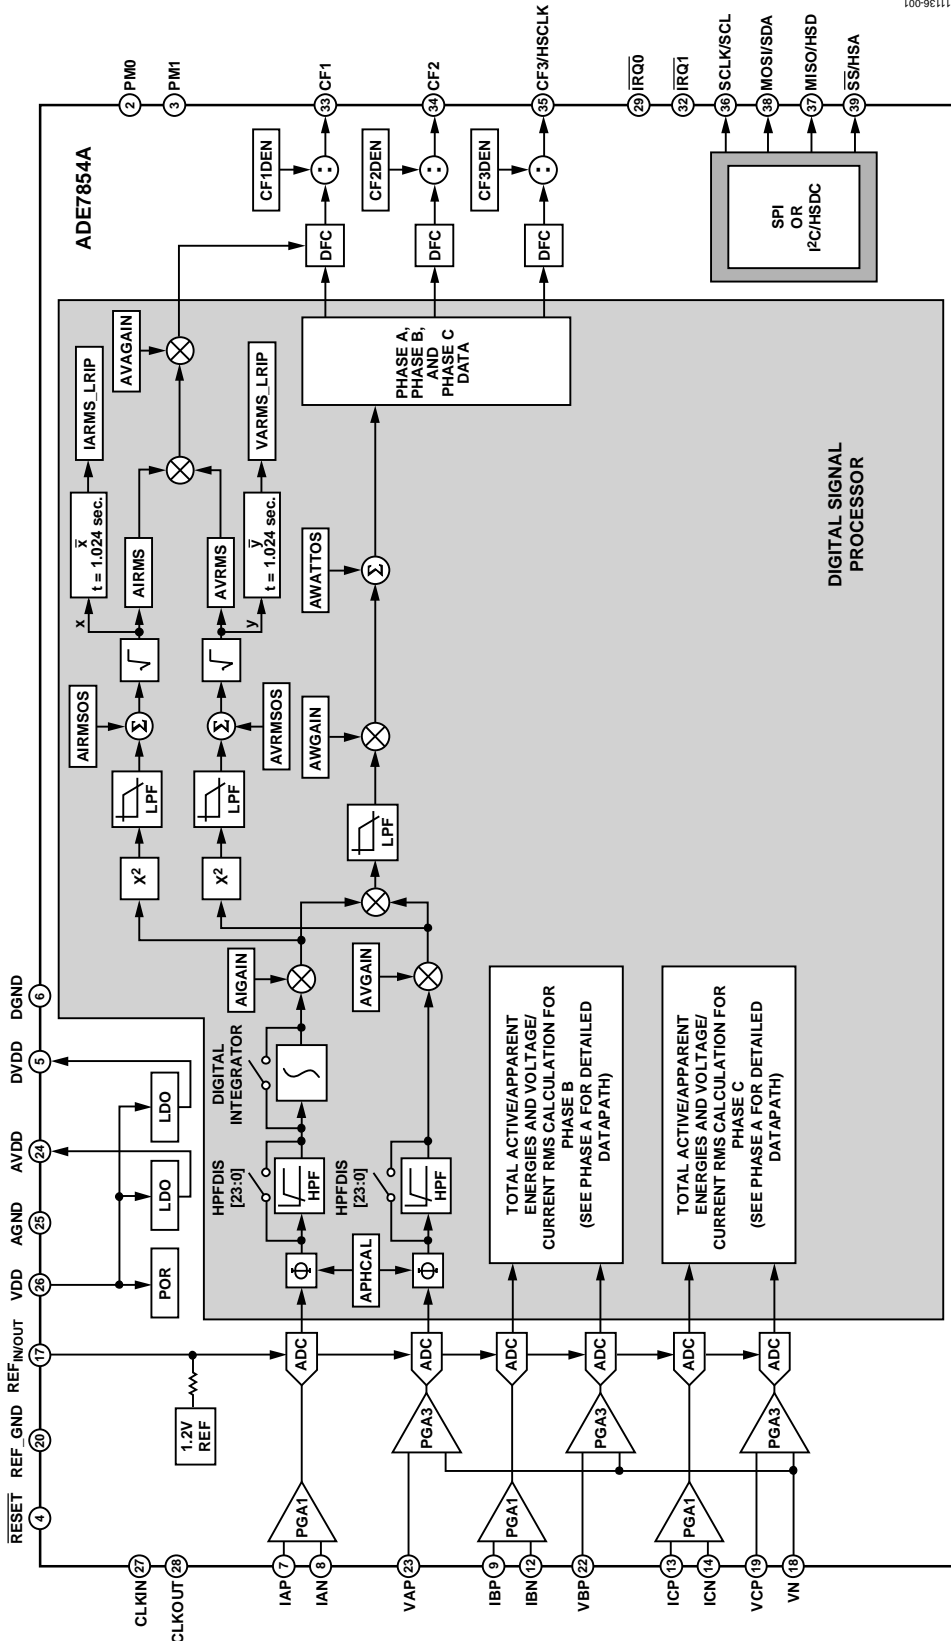 RESET
4
REF_GND
20
REFIN/OUT
17
VDD
26
AGND
25
AVDD
24
DVDD
5
DGND
6
CLKIN 27
CLKOUT 28
IAP 7
IAN 8
VAP 23
IBP 9
IBN 12
VBP 22
ICP 13
ICN 14
VCP 19
VN 18
1.2V
REF
POR
LDO
LDO
PGA1
PGA3
PGA1
PGA3
PGA1
PGA3
ADC
ADC
ADC
ADC
ADC
ADC
Φ
APHCAL
Φ
HPFDIS
[23:0]
HPF
HPFDIS
[23:0]
HPF
DIGITAL
INTEGRATOR
AIGAIN
AVGAIN
X²
LPF
AIRMSOS
Σ
√
x
x̅
t = 1.024 sec.
IARMS_LRIP
AIRMS
X²
LPF
AVRMSOS
Σ
√
AVRMS
y
y̅
t = 1.024 sec.
VARMS_LRIP
AVAGAIN
LPF
AWGAIN
AWATTOS
Σ
TOTAL ACTIVE/APPARENT
ENERGIES AND VOLTAGE/
CURRENT RMS CALCULATION FOR
PHASE B
(SEE PHASE A FOR DETAILED
DATAPATH)
TOTAL ACTIVE/APPARENT
ENERGIES AND VOLTAGE/
CURRENT RMS CALCULATION FOR
PHASE C
(SEE PHASE A FOR DETAILED
DATAPATH)
PHASE A,
PHASE B,
AND
PHASE C
DATA
DIGITAL SIGNAL
PROCESSOR
ADE7854A
DFC
CF1DEN
:
DFC
CF2DEN
:
DFC
CF3DEN
:
SPI
OR
I²C/HSDC
2 PM0
3 PM1
33 CF1
34 CF2
35 CF3/HSCLK
29 IRQ0
32 IRQ1
36 SCLK/SCL
38 MOSI/SDA
37 MISO/HSD
39 SS/HSA
11136-001